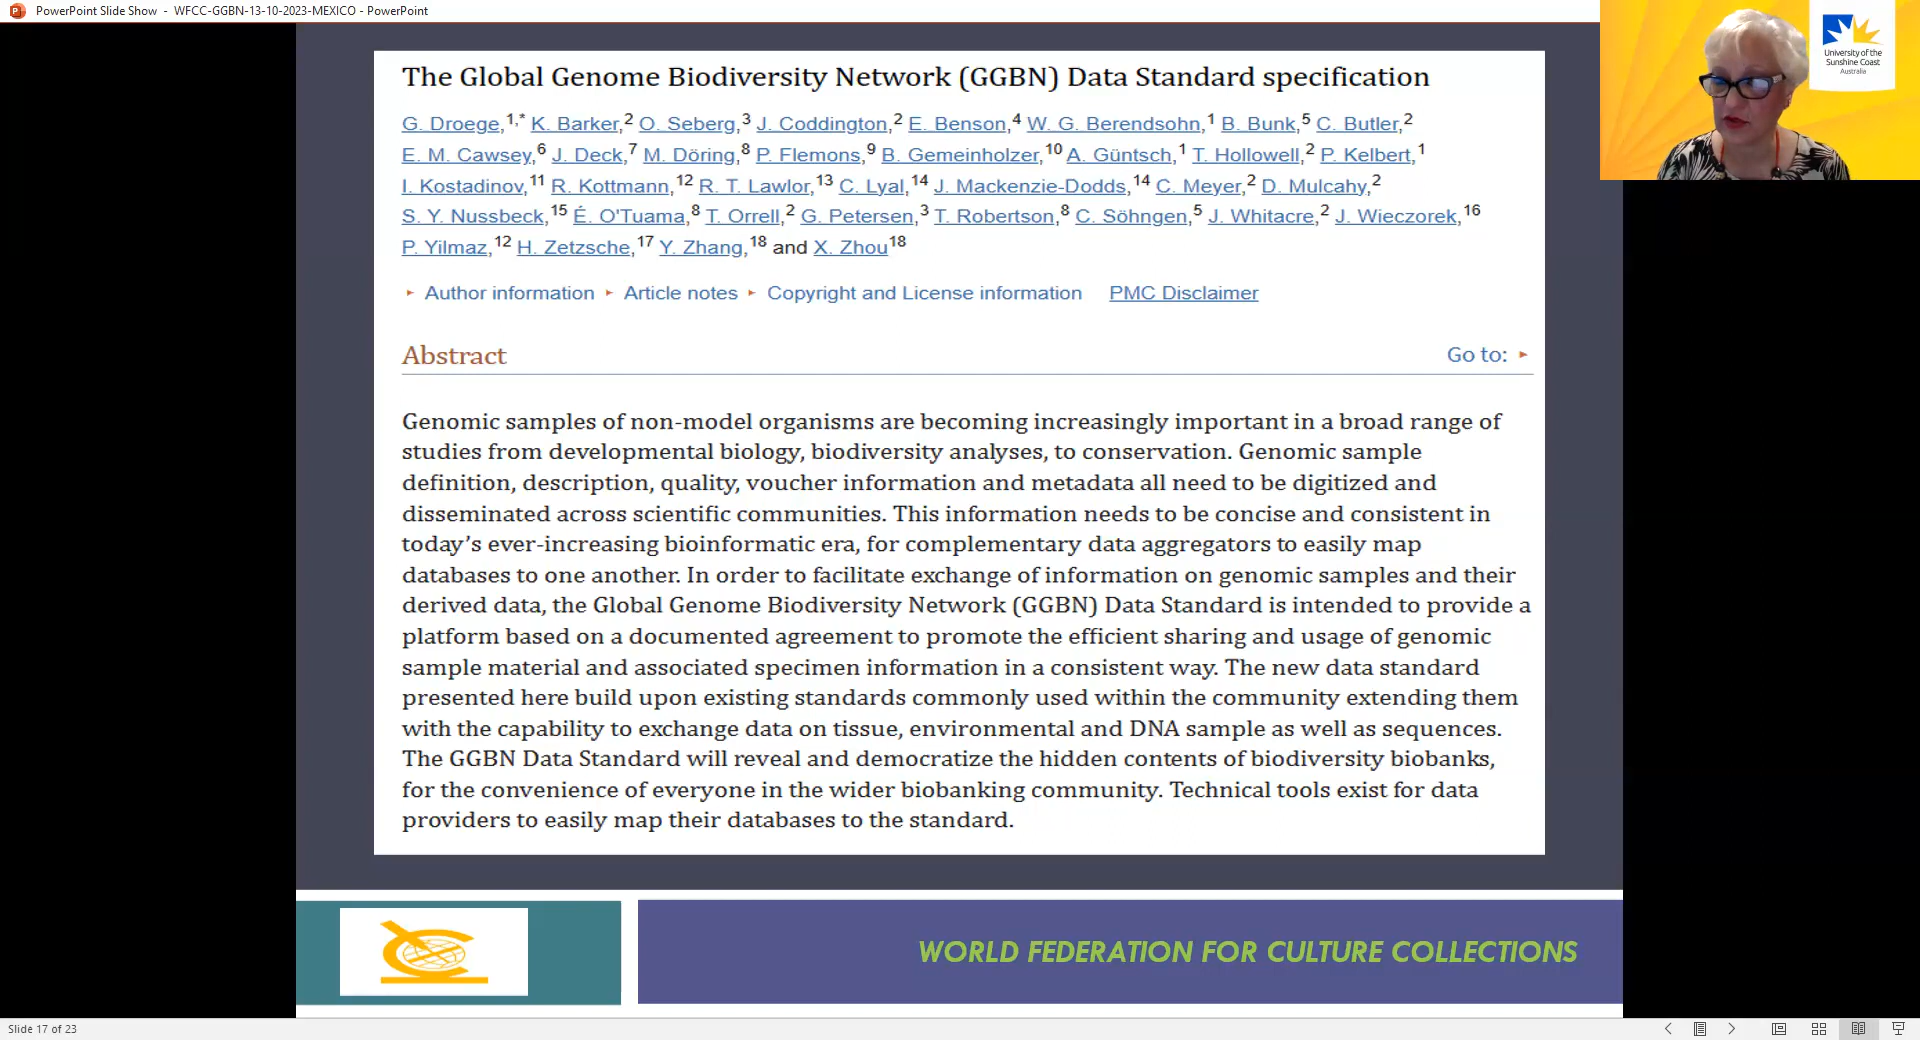 PowerPoint Slide Show - WFCC-GGBN-13-10-2023-MEXICO - PowerPoint
University of the
Sunshine Coast
Australia
The Global Genome Biodiversity Network (GGBN) Data Standard specification
G. Droege,1,* K. Barker,2 O. Seberg,3 J. Coddington,2 E. Benson,4 W. G. Berendsohn,1 B. Bunk,5 C. Butler,2
E. M. Cawsey,6 J. Deck,7 M. Döring,8 P. Flemons,9 B. Gemeinholzer,10 A. Güntsch,1 T. Hollowell,2 P. Kelbert,1
I. Kostadinov,11 R. Kottmann,12 R. T. Lawlor,13 C. Lyal,14 J. Mackenzie-Dodds,14 C. Meyer,2 D. Mulcahy,2
S. Y. Nussbeck,15 É. O'Tuama,8 T. Orrell,2 G. Petersen,3 T. Robertson,8 C. Söhngen,5 J. Whitacre,2 J. Wieczorek,16
P. Yilmaz,12 H. Zetzsche,17 Y. Zhang,18 and X. Zhou18
Author information Article notes Copyright and License information PMC Disclaimer
Abstract Go to:
Genomic samples of non-model organisms are becoming increasingly important in a broad range of
studies from developmental biology, biodiversity analyses, to conservation. Genomic sample
definition, description, quality, voucher information and metadata all need to be digitized and
disseminated across scientific communities. This information needs to be concise and consistent in
today's ever-increasing bioinformatic era, for complementary data aggregators to easily map
databases to one another. In order to facilitate exchange of information on genomic samples and their
derived data, the Global Genome Biodiversity Network (GGBN) Data Standard is intended to provide a
platform based on a documented agreement to promote the efficient sharing and usage of genomic
sample material and associated specimen information in a consistent way. The new data standard
presented here build upon existing standards commonly used within the community extending them
with the capability to exchange data on tissue, environmental and DNA sample as well as sequences.
The GGBN Data Standard will reveal and democratize the hidden contents of biodiversity biobanks,
for the convenience of everyone in the wider biobanking community. Technical tools exist for data
providers to easily map their databases to the standard.
WORLD FEDERATION FOR CULTURE COLLECTIONS
Slide 17 of 23